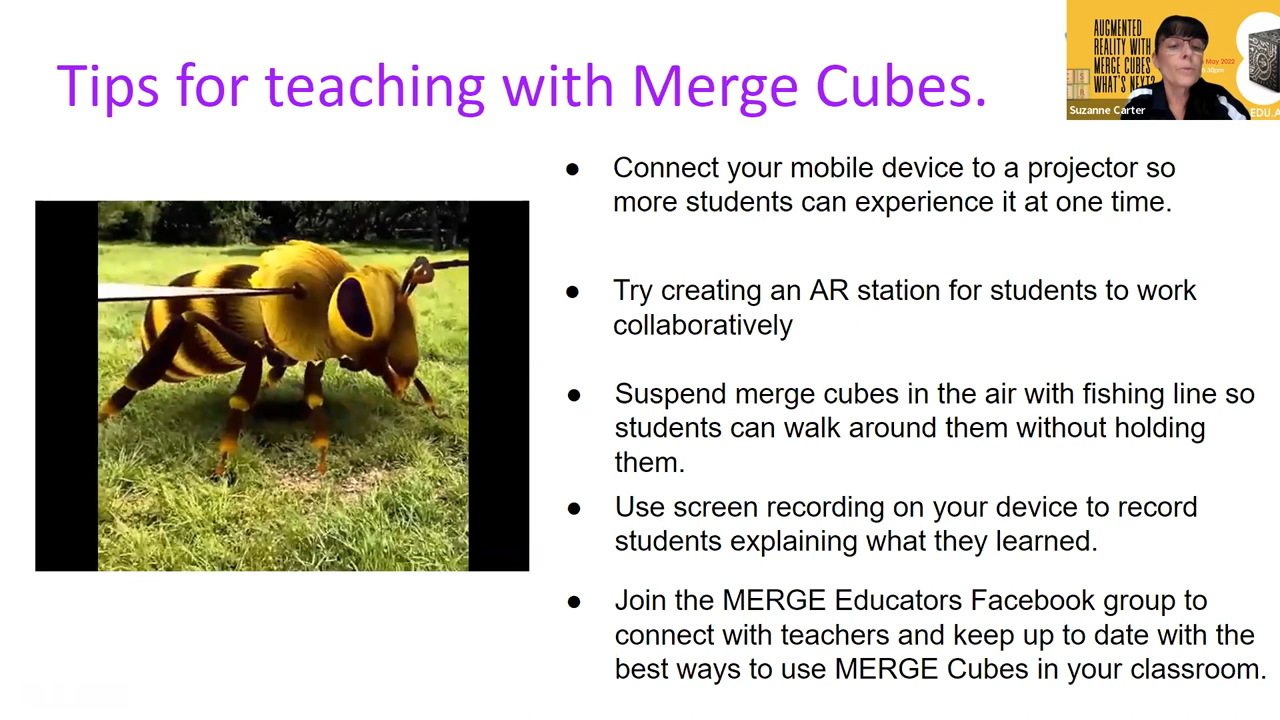 Tips for teaching with Merge Cubes.
AUGMENTED
REALITY WITH
MERGE CUBES
WHAT'S NEXT?
May 2022
:30pm
Suzanne Carter
EDU.A
● Connect your mobile device to a projector so
more students can experience it at one time.
● Try creating an AR station for students to work
collaboratively
● Suspend merge cubes in the air with fishing line so
students can walk around them without holding
them.
● Use screen recording on your device to record
students explaining what they learned.
● Join the MERGE Educators Facebook group to
connect with teachers and keep up to date with the
best ways to use MERGE Cubes in your classroom.